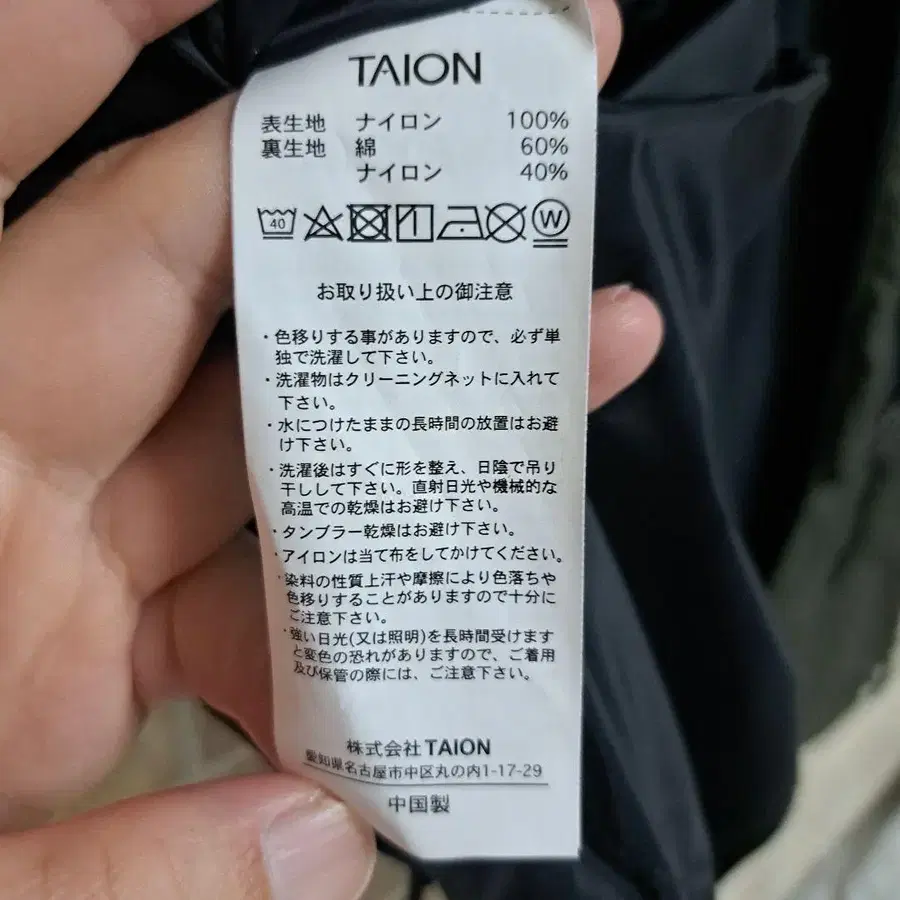 TAION
表生地 ナイロン 100%
裏生地 綿 60%
ナイロン 40%
40 W
お取り扱い上の御注意
・色移りする事がありますので、必ず単
独で洗濯して下さい。
・洗濯物はクリーニングネットに入れて
下さい。
・水につけたままの長時間の放置はお避
け下さい。
・洗濯後はすぐに形を整え、日陰で吊り
干しして下さい。直射日光や機械的な
高温での乾燥はお避け下さい。
・タンブラー乾燥はお避け下さい。
・アイロンは当て布をしてかけてください。
・染料の性質上汗や摩擦により色落ちや
色移りすることがありますので十分に
ご注意下さい。
・強い日光(又は照明)を長時間受けます
と変色の恐れがありますので、ご着用
及び保管の際には、ご注意下さい。
株式会社 TAION
愛知県名古屋市中区丸の内1-17-29
中国製